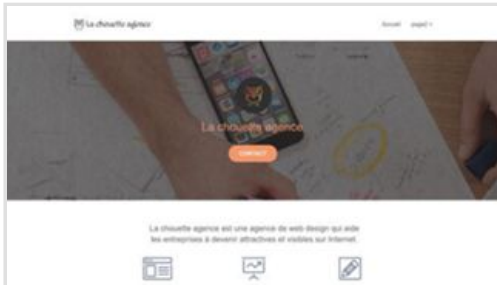 La chouette agence
Accueil page2
La chouette agence
CONTACT
La chouette agence est une agence de web design qui aide
les entreprises à devenir attractives et visibles sur Internet.